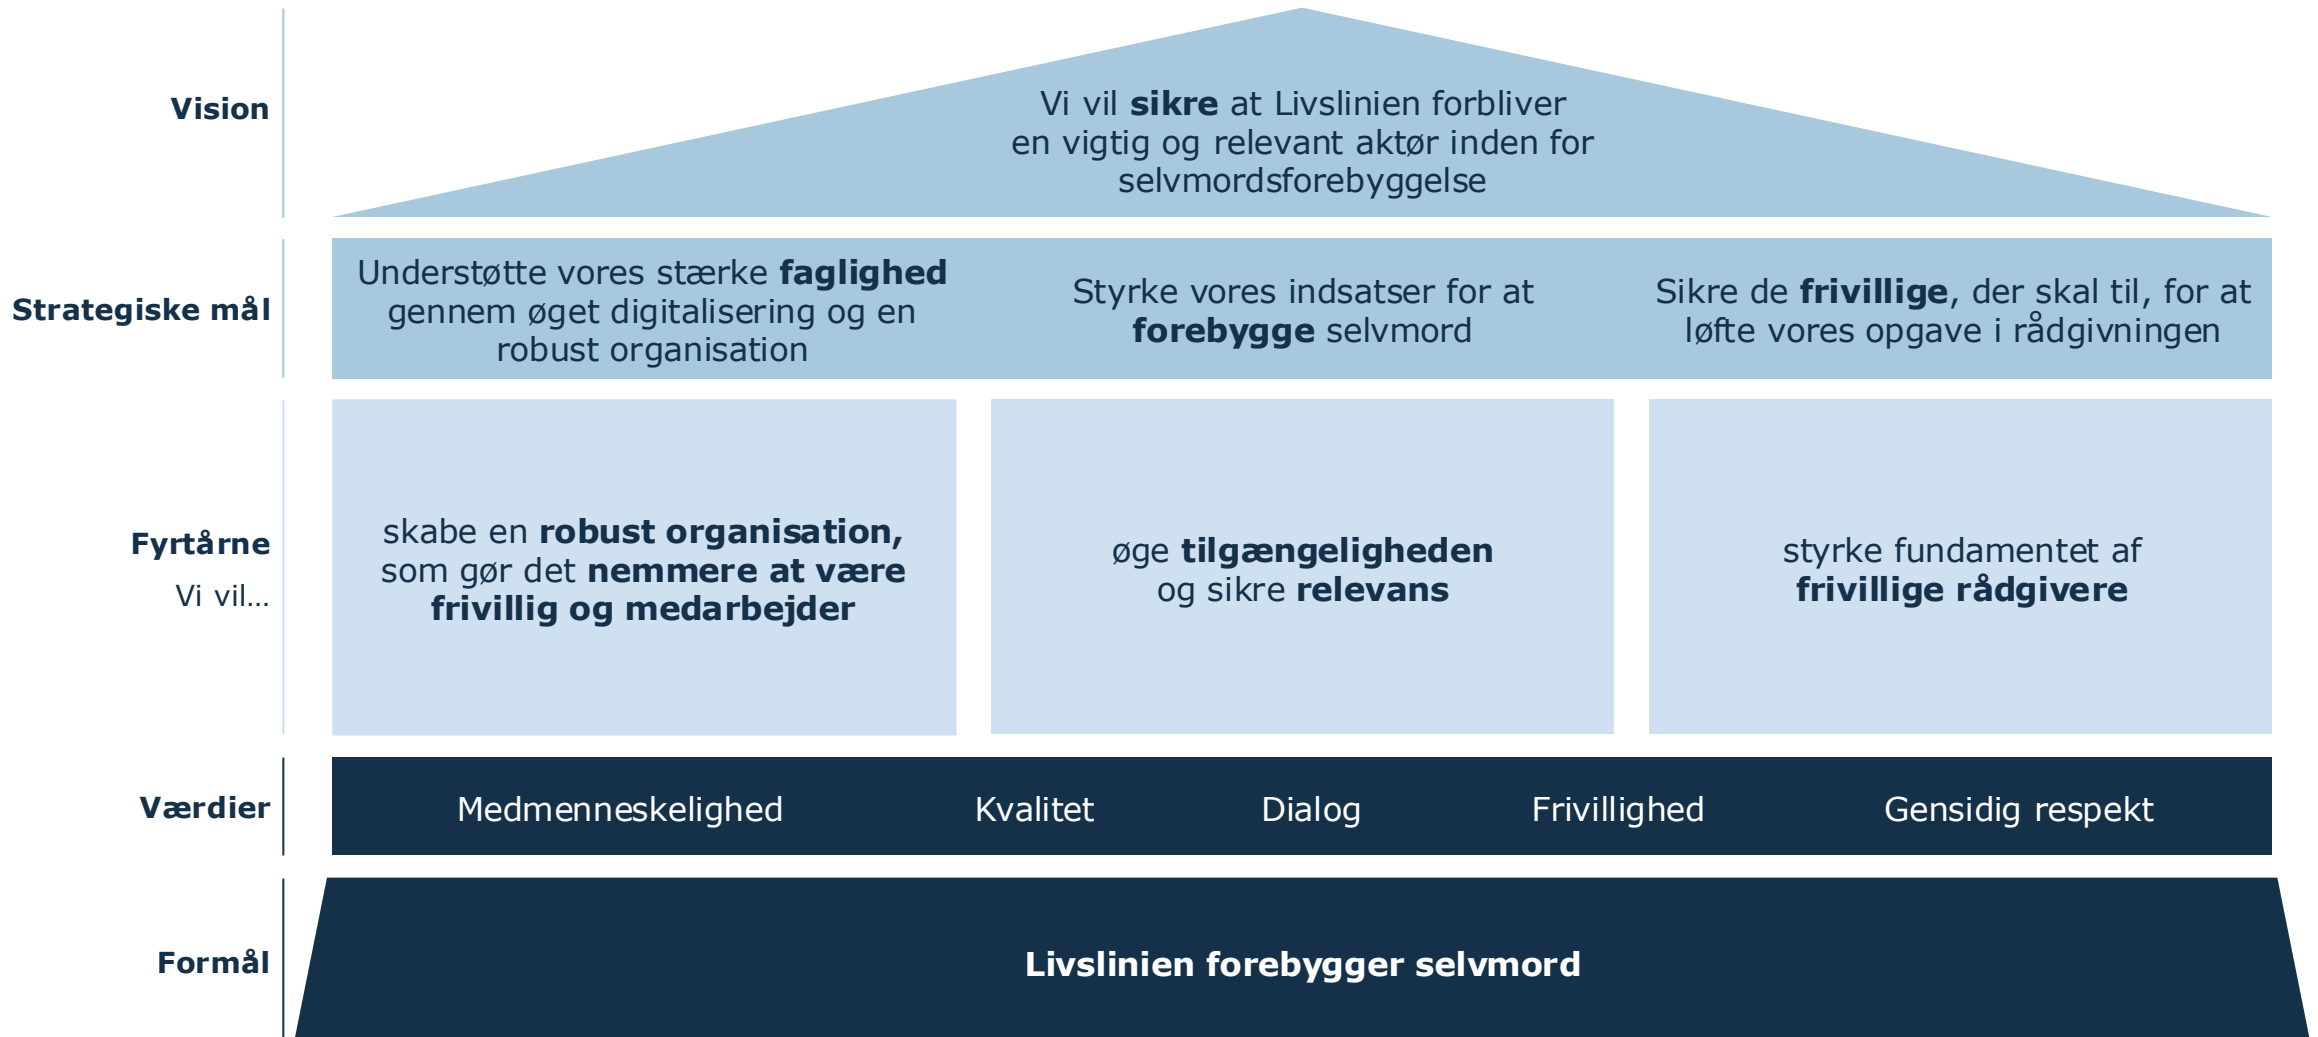 Vision
Vi vil sikre at Livslinien forbliver
en vigtig og relevant aktør inden for
selvmordsforebyggelse
Strategiske mål
Understøtte vores stærke faglighed
gennem øget digitalisering og en
robust organisation
Styrke vores indsatser for at
forebygge selvmord
Sikre de frivillige, der skal til, for at
løfte vores opgave i rådgivningen
Fyrtårne
Vi vil...
skabe en robust organisation,
som gør det nemmere at være
frivillig og medarbejder
øge tilgængeligheden
og sikre relevans
styrke fundamentet af
frivillige rådgivere
Værdier
Medmenneskelighed
Kvalitet
Dialog
Frivillighed
Gensidig respekt
Formål
Livslinien forebygger selvmord